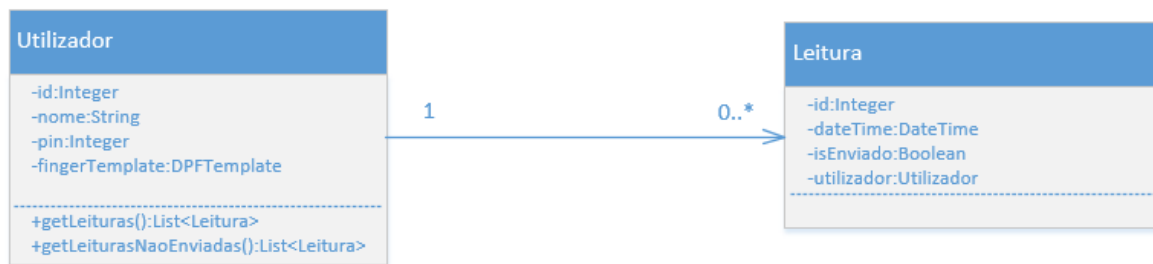 Utilizador
-id:Integer
-nome:String
-pin:Integer
-fingerTemplate:DPFTemplate
+getLeituras():List<Leitura>
+getLeiturasNaoEnviadas():List<Leitura>
1
0..*
Leitura
-id:Integer
-dateTime:DateTime
-isEnviado:Boolean
-utilizador:Utilizador